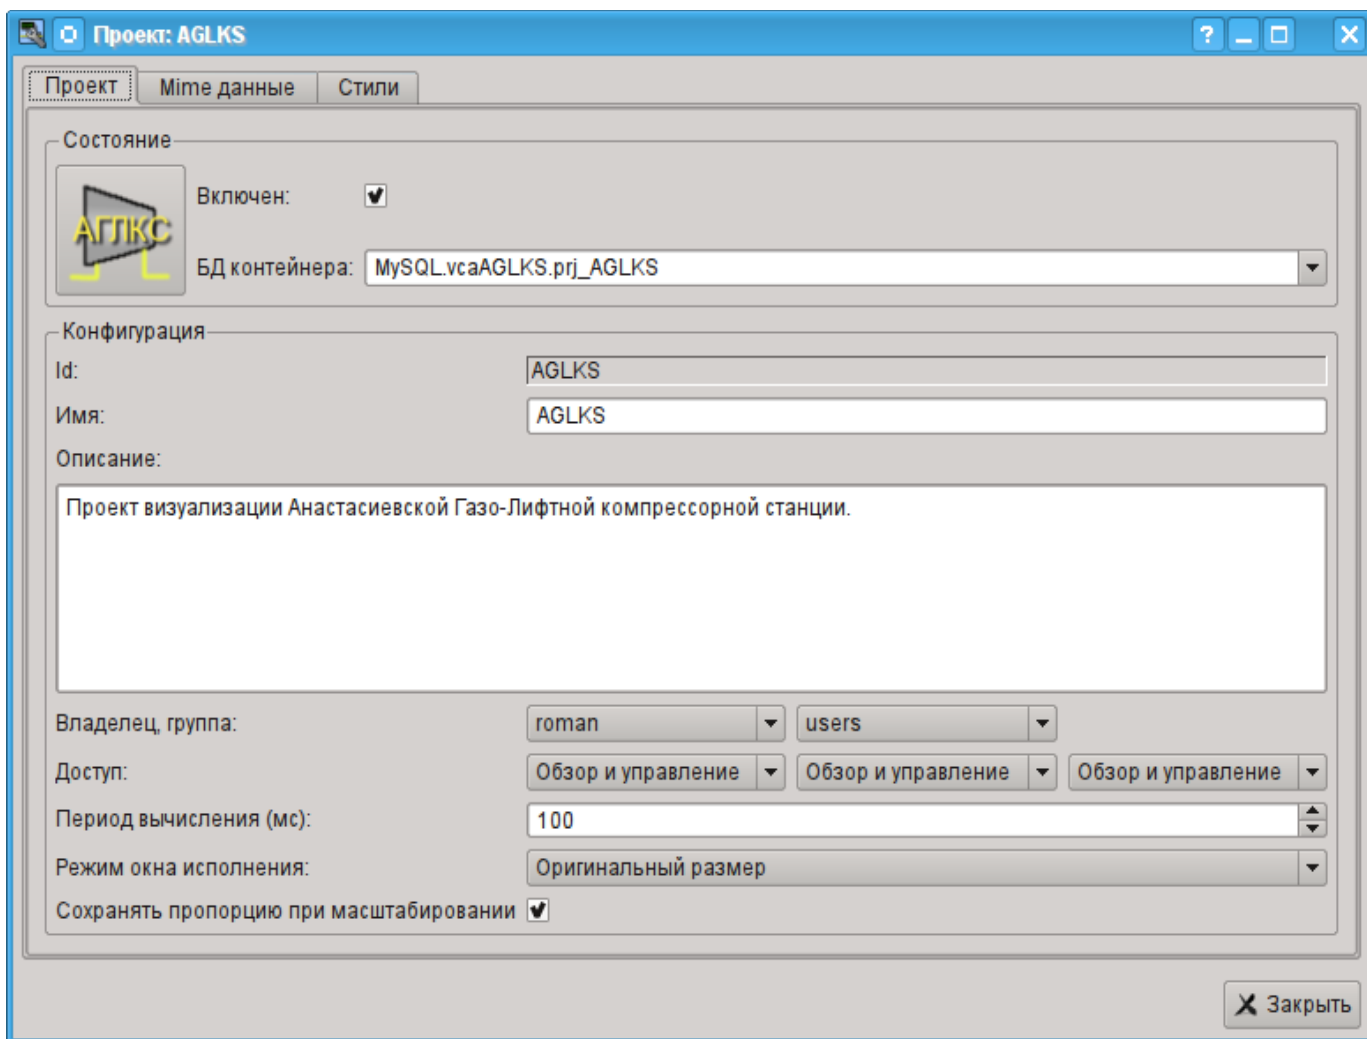 Проект: AGLKS
Проект Mime данные Стили
Состояние
АГЛКС
Включен:
БД контейнера: MySQL.vcaAGLKS.prj_AGLKS
Конфигурация
Id: AGLKS
Имя: AGLKS
Описание:
Проект визуализации Анастасиевской Газо-Лифтной компрессорной станции.
Владелец, группа: roman users
Доступ: Обзор и управление Обзор и управление Обзор и управление
Период вычисления (мс): 100
Режим окна исполнения: Оригинальный размер
Сохранять пропорцию при масштабировании
Закрыть